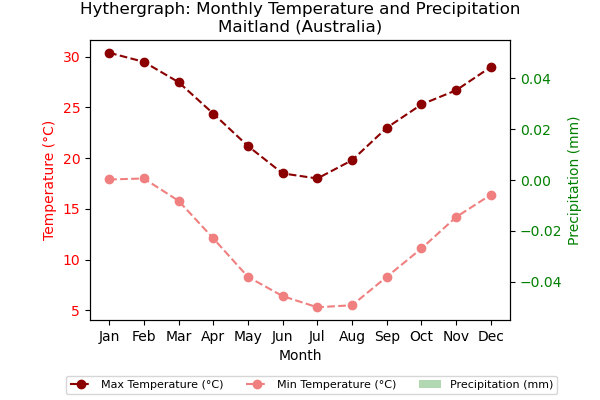 Hythergraph: Monthly Temperature and Precipitation
Maitland (Australia)
30
25
20
15
10
5
Temperature (°C)
0.04
0.02
0.00
−0.02
−0.04
Precipitation (mm)
Jan Feb Mar Apr May Jun Jul Aug Sep Oct Nov Dec
Month
Max Temperature (°C) Min Temperature (°C) Precipitation (mm)